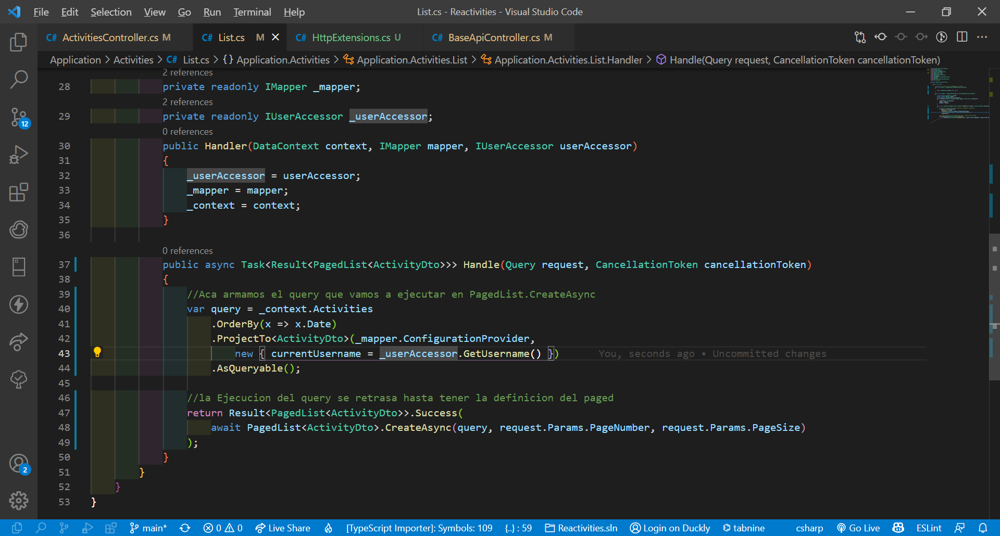 File Edit Selection View Go Run Terminal Help List.cs - Reactivities - Visual Studio Code
C# ActivitiesController.cs M C# List.cs M C# HttpExtensions.cs U C# BaseApiController.cs M
Application > Activities > C# List.cs > {} Application.Activities > Application.Activities.List > Application.Activities.List.Handler > Handle(Query request, CancellationToken cancellationToken)
2 references
28 private readonly IMapper _mapper;
2 references
29 private readonly IUserAccessor _userAccessor;
0 references
30 public Handler(DataContext context, IMapper mapper, IUserAccessor userAccessor)
31 {
32 _userAccessor = userAccessor;
33 _mapper = mapper;
34 _context = context;
35 }
36
0 references
37 public async Task<Result<PagedList<ActivityDto>>> Handle(Query request, CancellationToken cancellationToken)
38 {
39 //Aca armamos el query que vamos a ejecutar en PagedList.CreateAsync
40 var query = _context.Activities
41 .OrderBy(x => x.Date)
42 .ProjectTo<ActivityDto>(_mapper.ConfigurationProvider,
43 new { currentUsername = _userAccessor.GetUsername() }) You, seconds ago • Uncommitted changes
44 .AsQueryable();
45
46 //la Ejecucion del query se retrasa hasta tener la definicion del paged
47 return Result<PagedList<ActivityDto>>.Success(
48 await PagedList<ActivityDto>.CreateAsync(query, request.Params.PageNumber, request.Params.PageSize)
49 );
50 }
51 }
52 }
53 }
12
2
main* 0 0 Live Share [TypeScript Importer]: Symbols: 109 {..} : 59 Reactivities.sln Login on Duckly tabnine csharp Go Live ESLint